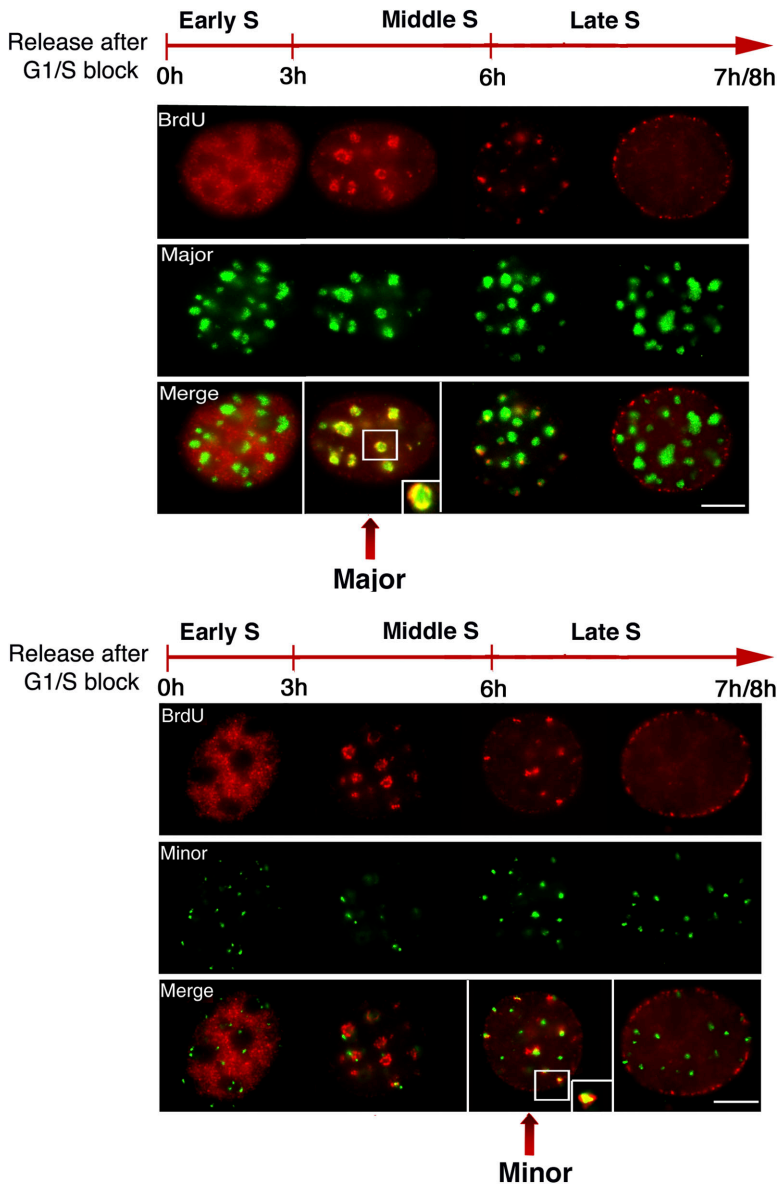 Early S Middle S Late S
Release after
G1/S block
0h 3h 6h 7h/8h
BrdU
Major
Merge
Major
Early S Middle S Late S
Release after
G1/S block
0h 3h 6h 7h/8h
BrdU
Minor
Merge
Minor